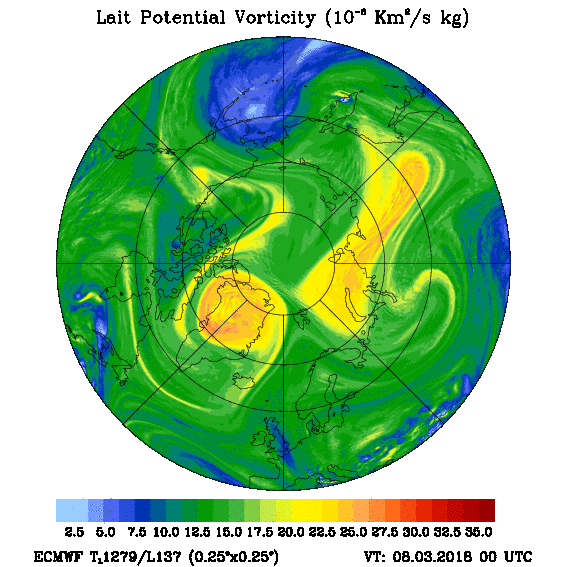 Lait Potential Vorticity (10⁻⁶ Km²/s kg)
2.5 5.0 7.5 10.0 12.5 15.0 17.5 20.0 22.5 25.0 27.5 30.0 32.5 35.0
ECMWF T_L1279/L137 (0.25°x0.25°) VT: 08.03.2018 00 UTC